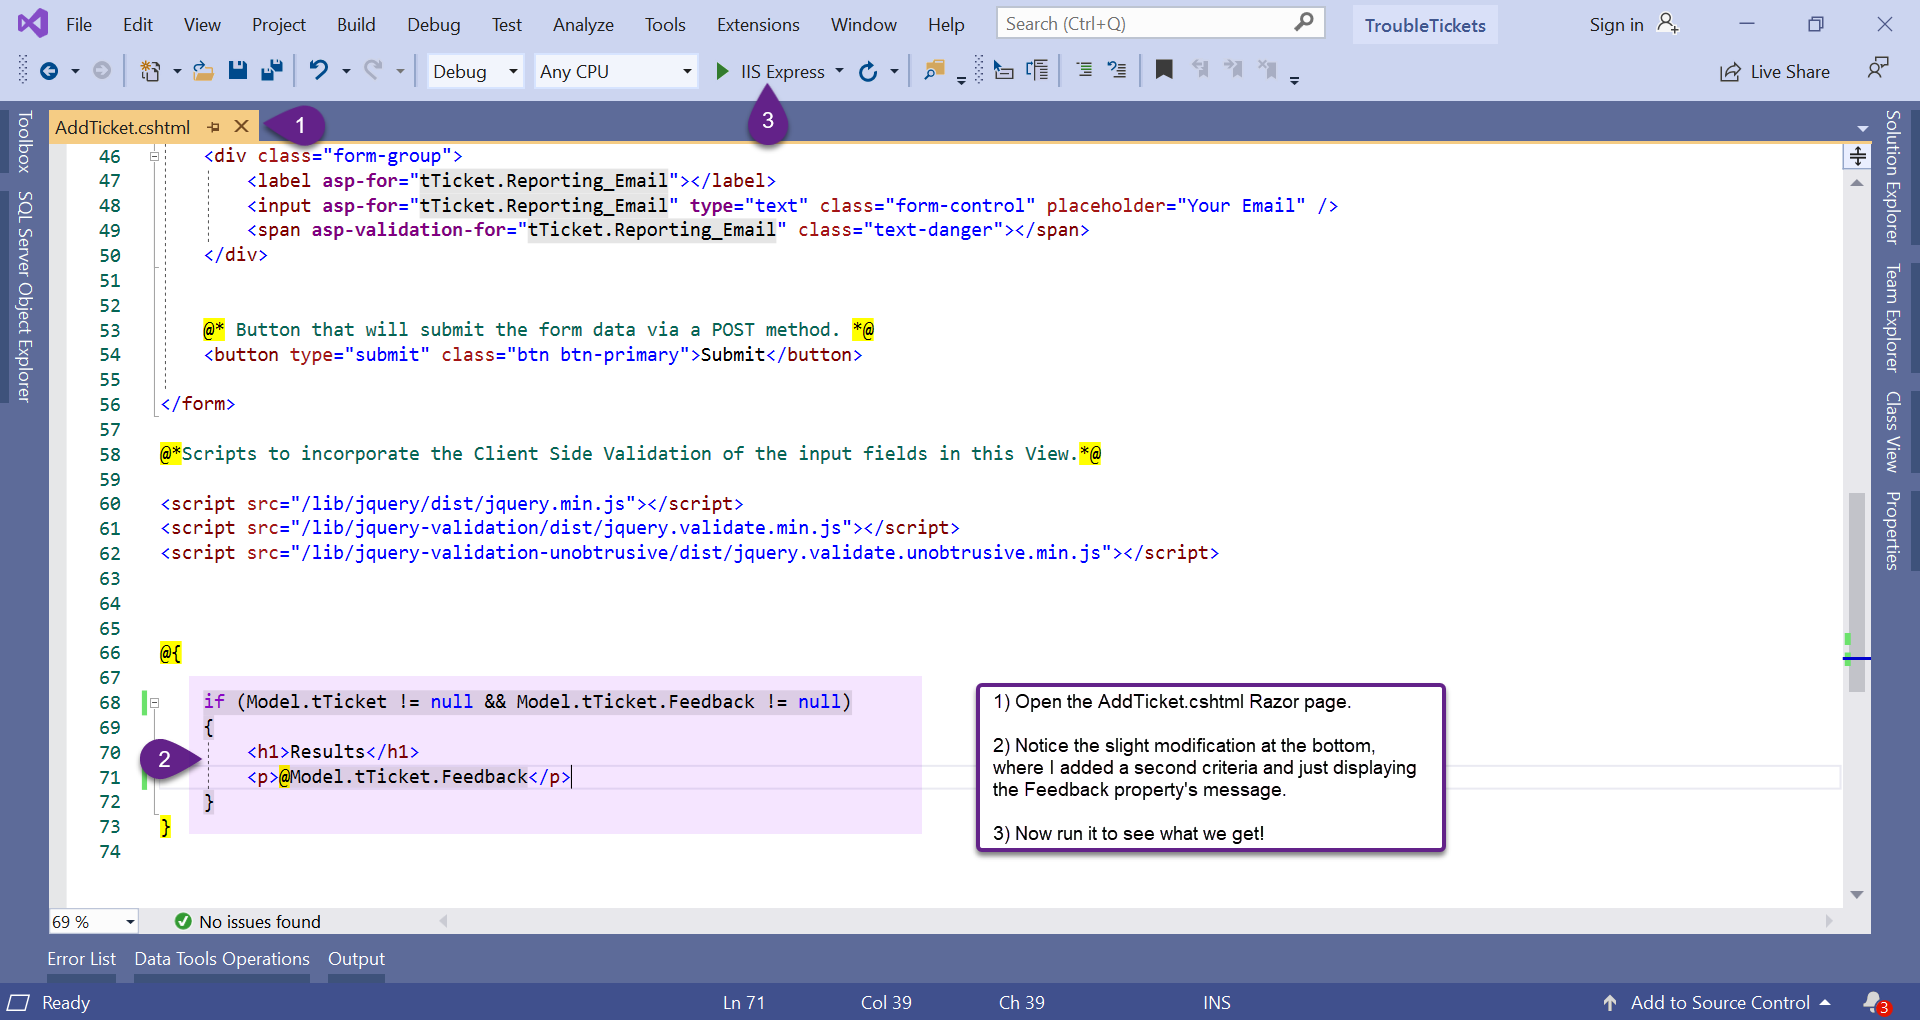 File Edit View Project Build Debug Test Analyze Tools Extensions Window Help Search (Ctrl+Q) TroubleTickets Sign in
Debug Any CPU IIS Express Live Share
3
AddTicket.cshtml
1
Toolbox
SQL Server Object Explorer
Solution Explorer
Team Explorer
Class View
Properties
46 <div class="form-group">
47 <label asp-for="tTicket.Reporting_Email"></label>
48 <input asp-for="tTicket.Reporting_Email" type="text" class="form-control" placeholder="Your Email" />
49 <span asp-validation-for="tTicket.Reporting_Email" class="text-danger"></span>
50 </div>
51
52
53 @* Button that will submit the form data via a POST method. *@
54 <button type="submit" class="btn btn-primary">Submit</button>
55
56 </form>
57
58 @*Scripts to incorporate the Client Side Validation of the input fields in this View.*@
59
60 <script src="/lib/jquery/dist/jquery.min.js"></script>
61 <script src="/lib/jquery-validation/dist/jquery.validate.min.js"></script>
62 <script src="/lib/jquery-validation-unobtrusive/dist/jquery.validate.unobtrusive.min.js"></script>
63
64
65
66 @{
67
68 if (Model.tTicket != null && Model.tTicket.Feedback != null)
69 {
70 <h1>Results</h1>
71 <p>@Model.tTicket.Feedback</p>
72 }
73 }
74
2
1) Open the AddTicket.cshtml Razor page.
2) Notice the slight modification at the bottom,
where I added a second criteria and just displaying
the Feedback property's message.
3) Now run it to see what we get!
69 % No issues found
Error List Data Tools Operations Output
Ready Ln 71 Col 39 Ch 39 INS Add to Source Control 3